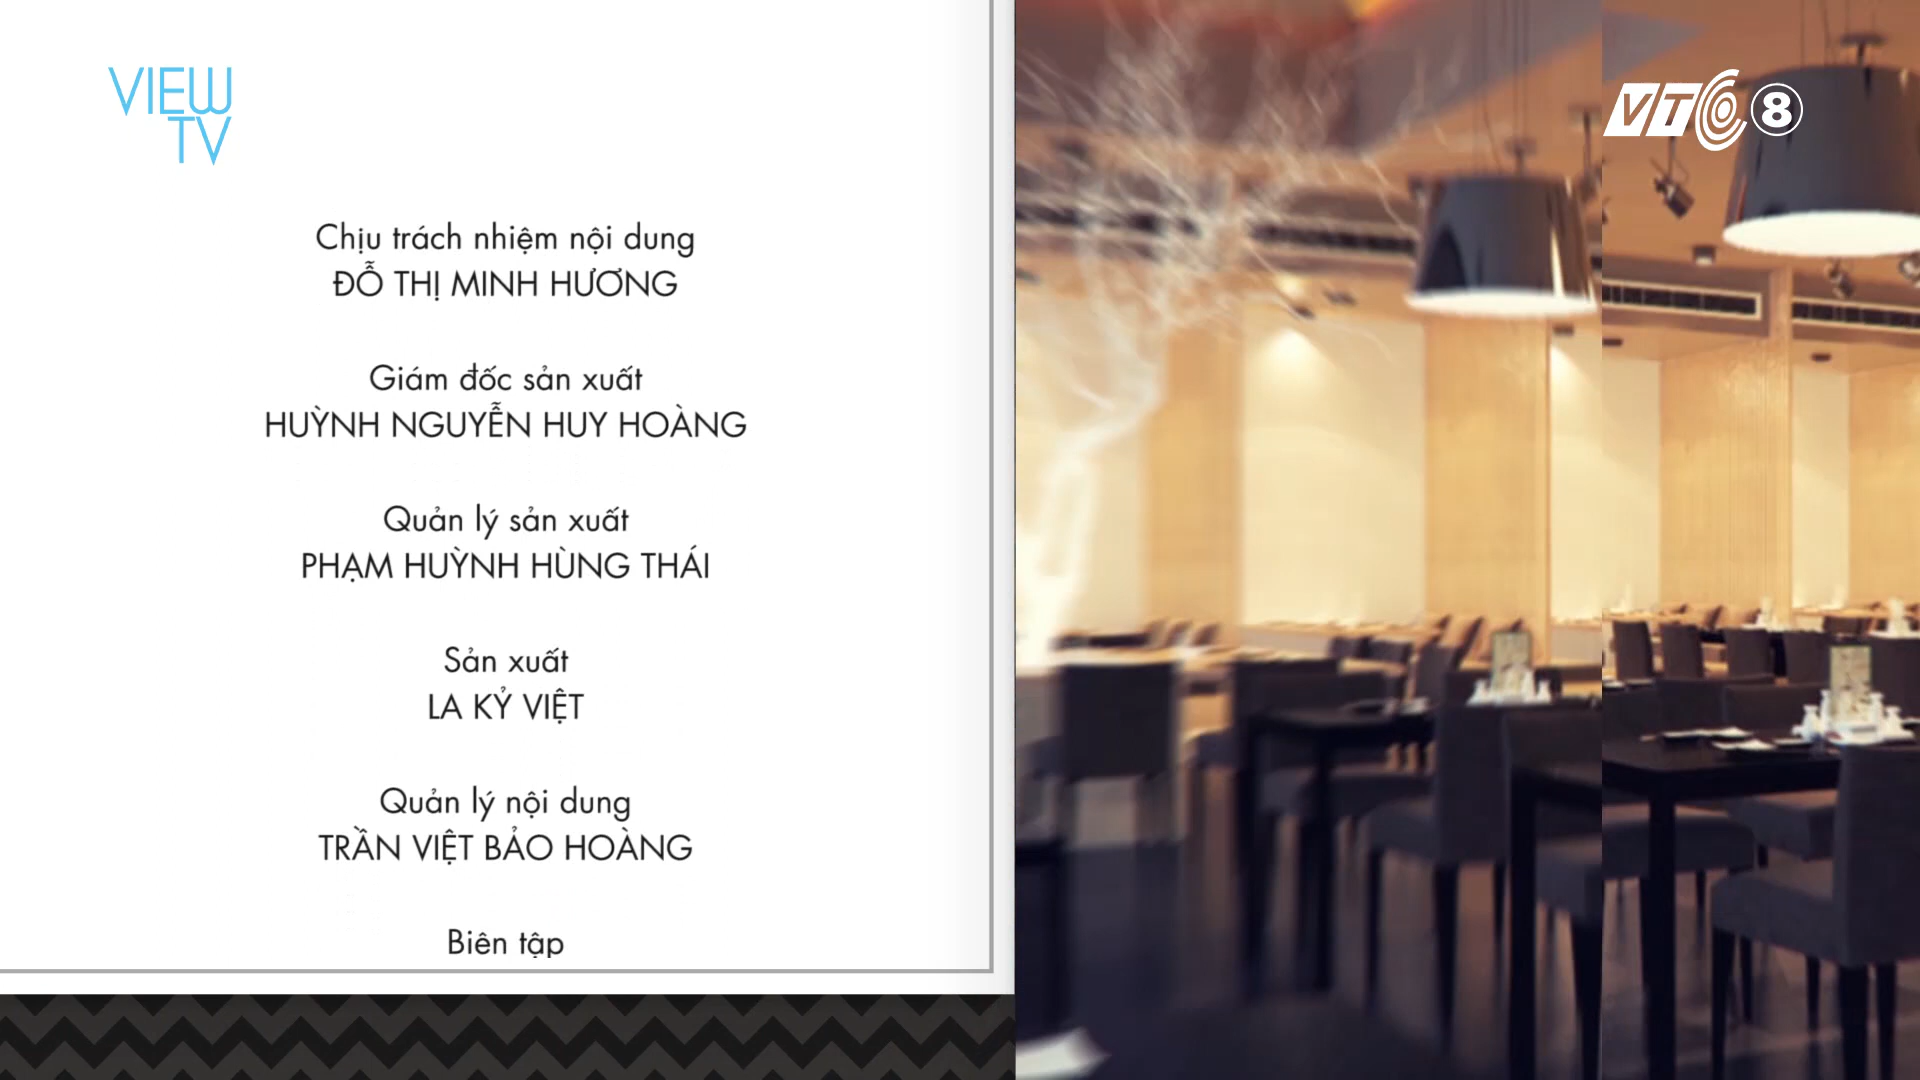 VIEW
TV
VTC 8
Chịu trách nhiệm nội dung
ĐỖ THỊ MINH HƯƠNG
Giám đốc sản xuất
HUỲNH NGUYỄN HUY HOÀNG
Quản lý sản xuất
PHẠM HUỲNH HÙNG THÁI
Sản xuất
LA KỶ VIỆT
Quản lý nội dung
TRẦN VIỆT BẢO HOÀNG
Biên tập